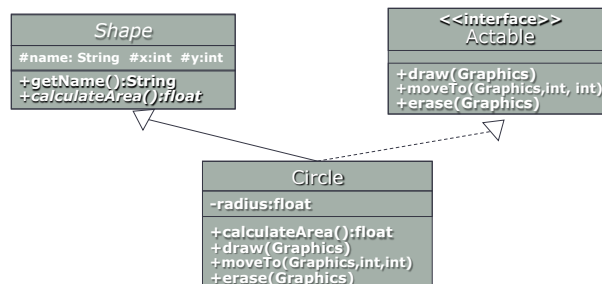 Shape
#name: String #x:int #y:int
+getName():String
+calculateArea():float
<<interface>>
Actable
+draw(Graphics)
+moveTo(Graphics,int, int)
+erase(Graphics)
Circle
-radius:float
+calculateArea():float
+draw(Graphics)
+moveTo(Graphics,int,int)
+erase(Graphics)